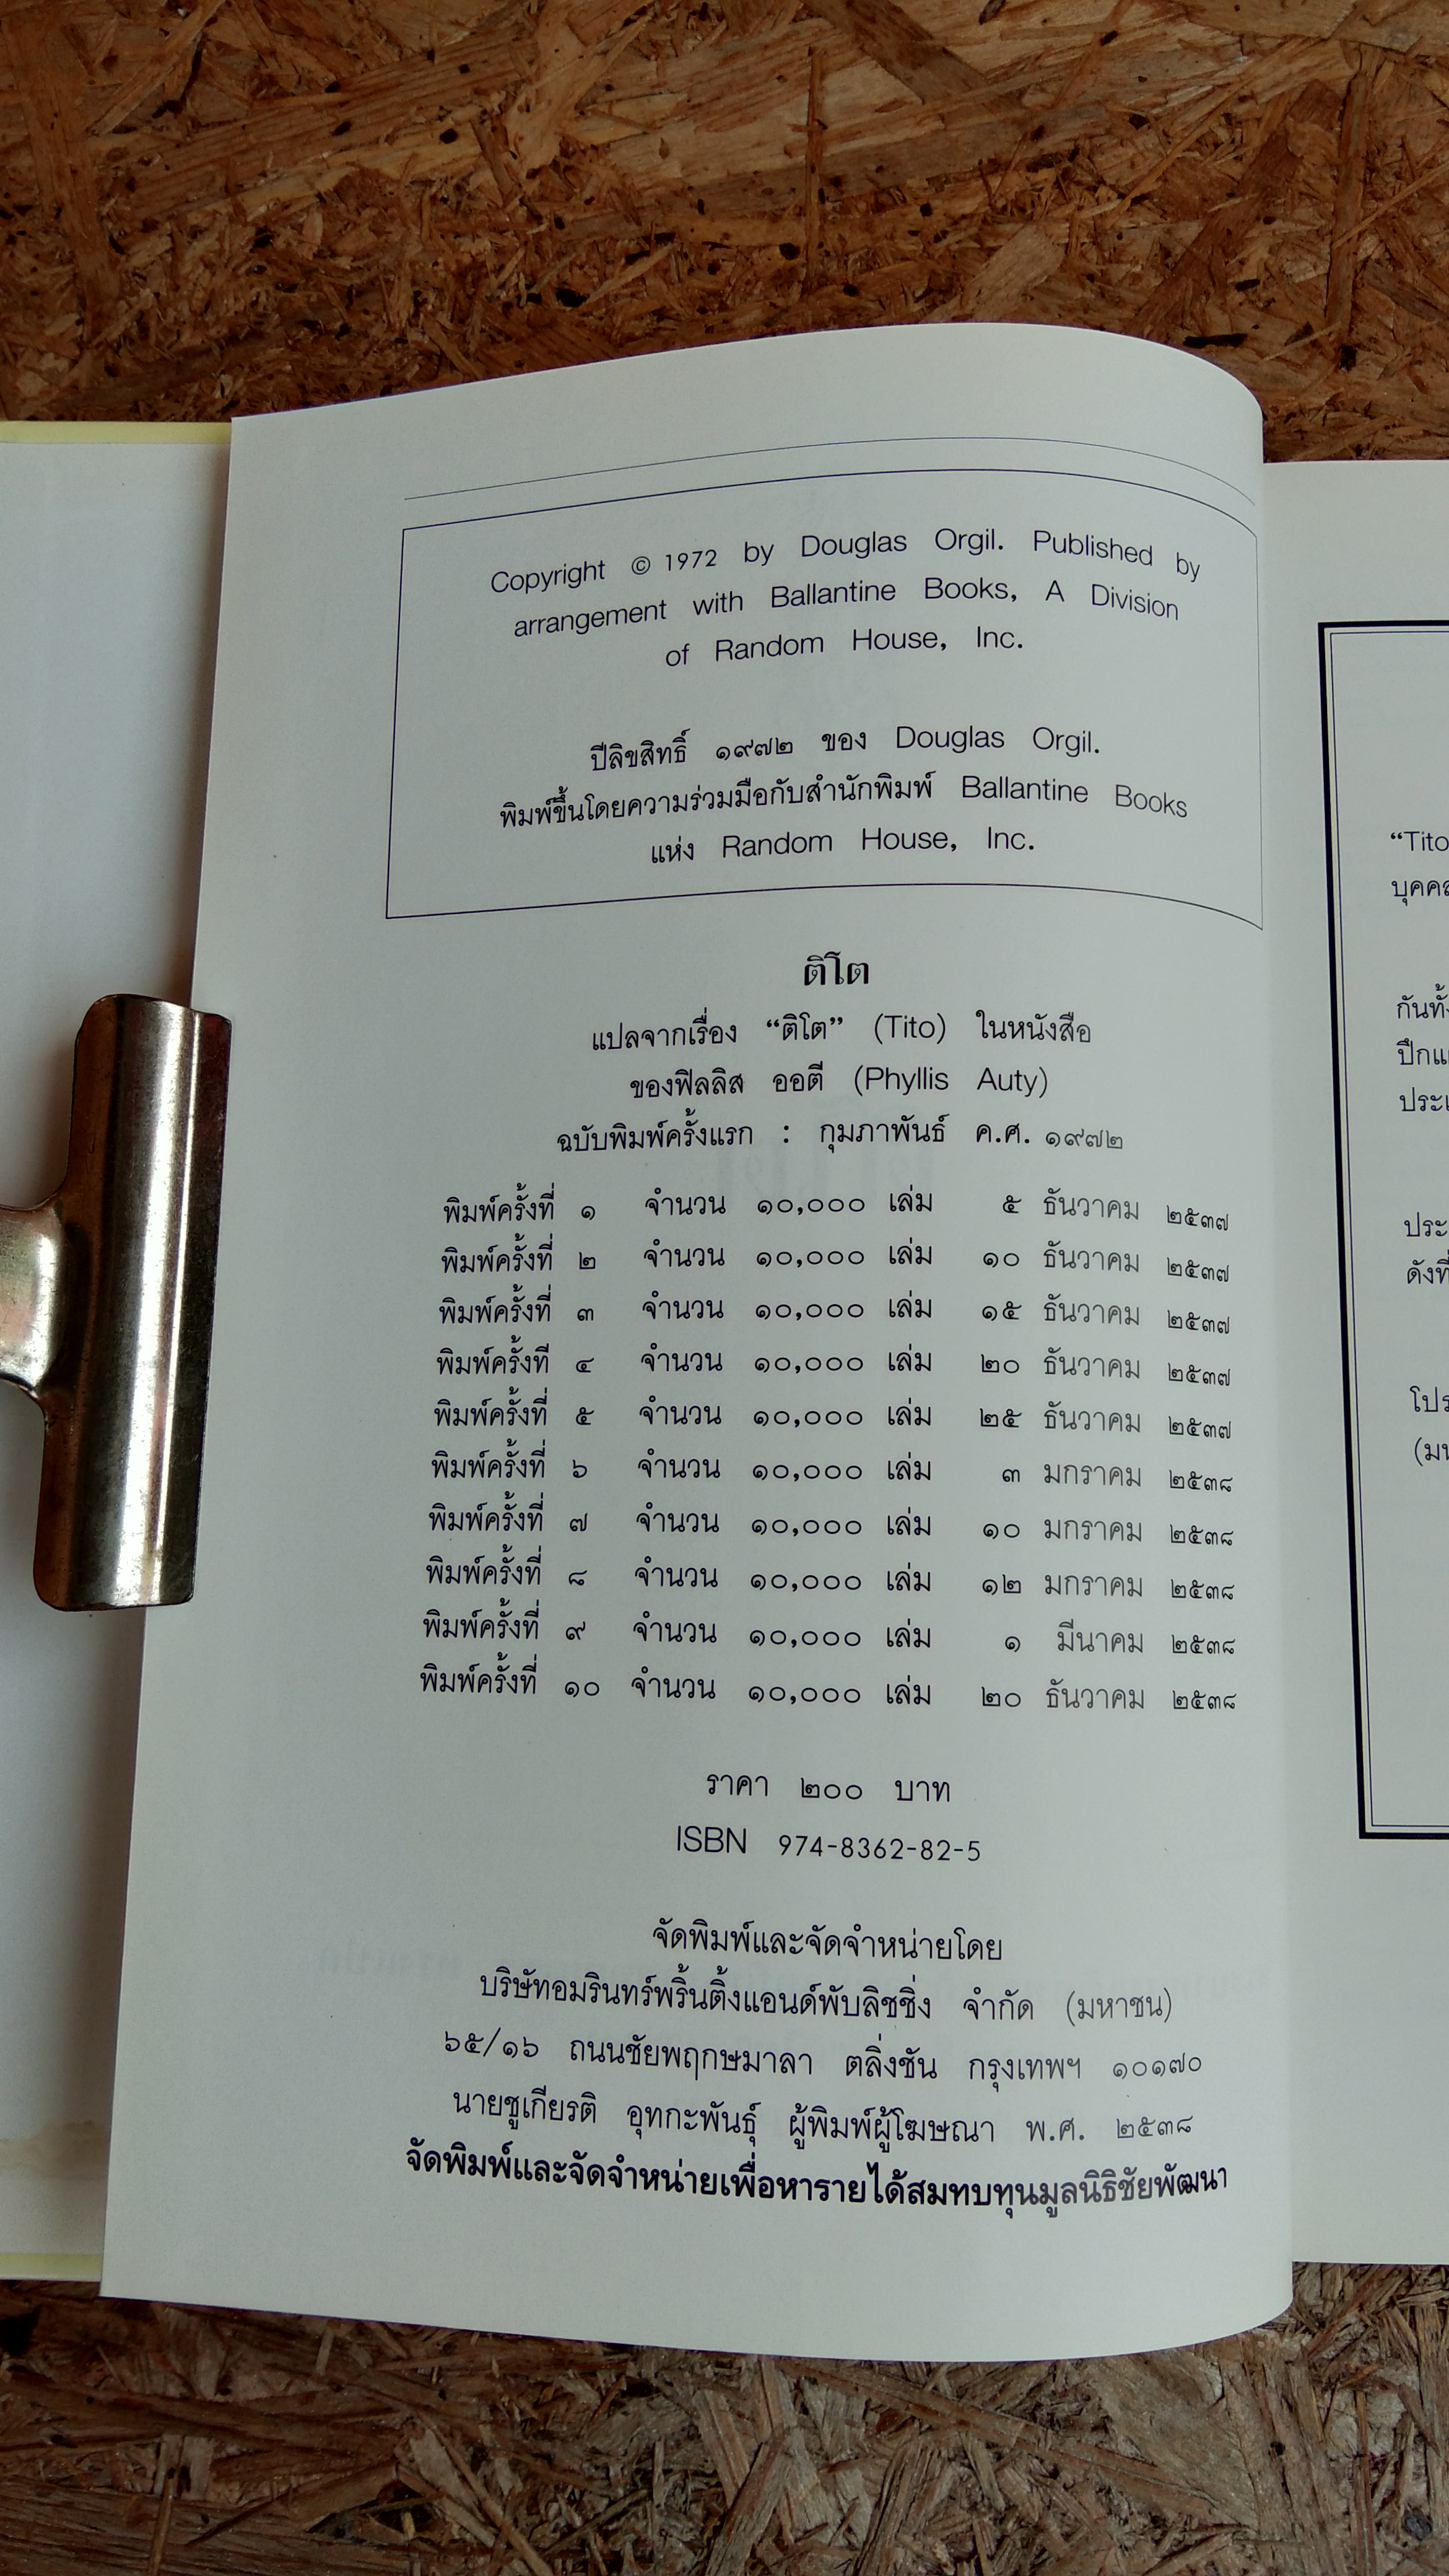 Copyright © 1972 by Douglas Orgil. Published by
arrangement with Ballantine Books, A Division
of Random House, Inc.
ปีลิขสิทธิ์ ๑๙๗๒ ของ Douglas Orgil.
พิมพ์ขึ้นโดยความร่วมมือกับสำนักพิมพ์ Ballantine Books
แห่ง Random House, Inc.
ติโต
แปลจากเรื่อง “ติโต” (Tito) ในหนังสือ
ของฟิลลิส ออตี (Phyllis Auty)
ฉบับพิมพ์ครั้งแรก : กุมภาพันธ์ ค.ศ. ๑๙๗๒
พิมพ์ครั้งที่ ๑ จำนวน ๑๐,๐๐๐ เล่ม ๕ ธันวาคม ๒๕๓๗
พิมพ์ครั้งที่ ๒ จำนวน ๑๐,๐๐๐ เล่ม ๑๐ ธันวาคม ๒๕๓๗
พิมพ์ครั้งที่ ๓ จำนวน ๑๐,๐๐๐ เล่ม ๑๕ ธันวาคม ๒๕๓๗
พิมพ์ครั้งที่ ๔ จำนวน ๑๐,๐๐๐ เล่ม ๒๐ ธันวาคม ๒๕๓๗
พิมพ์ครั้งที่ ๕ จำนวน ๑๐,๐๐๐ เล่ม ๒๕ ธันวาคม ๒๕๓๗
พิมพ์ครั้งที่ ๖ จำนวน ๑๐,๐๐๐ เล่ม ๓ มกราคม ๒๕๓๘
พิมพ์ครั้งที่ ๗ จำนวน ๑๐,๐๐๐ เล่ม ๑๐ มกราคม ๒๕๓๘
พิมพ์ครั้งที่ ๘ จำนวน ๑๐,๐๐๐ เล่ม ๑๒ มกราคม ๒๕๓๘
พิมพ์ครั้งที่ ๙ จำนวน ๑๐,๐๐๐ เล่ม ๑ มีนาคม ๒๕๓๘
พิมพ์ครั้งที่ ๑๐ จำนวน ๑๐,๐๐๐ เล่ม ๒๐ ธันวาคม ๒๕๓๘
ราคา ๒๐๐ บาท
ISBN 974-8362-82-5
จัดพิมพ์และจัดจำหน่ายโดย
บริษัทอมรินทร์พริ้นติ้งแอนด์พับลิชชิ่ง จำกัด (มหาชน)
๖๕/๑๖ ถนนชัยพฤกษมาลา ตลิ่งชัน กรุงเทพฯ ๑๐๑๗๐
นายชูเกียรติ อุทกะพันธุ์ ผู้พิมพ์ผู้โฆษณา พ.ศ. ๒๕๓๘
จัดพิมพ์และจัดจำหน่ายเพื่อหารายได้สมทบทุนมูลนิธิชัยพัฒนา
“Tito
กันทั้
ประ
ดังที่